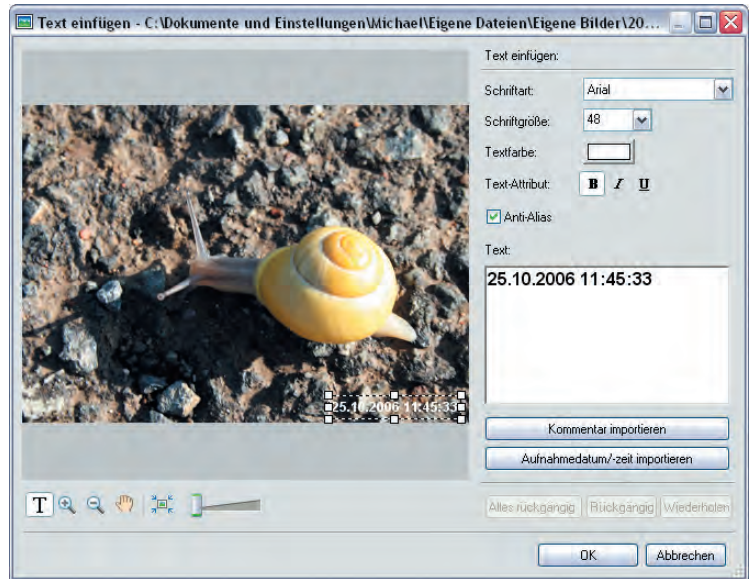 Text einfügen - C:\Dokumente und Einstellungen\Michael\Eigene Dateien\Eigene Bilder\20...
Text einfügen:
Schriftart: Arial
Schriftgröße: 48
Textfarbe:
Text-Attribut: B I U
Anti-Alias
Text:
25.10.2006 11:45:33
25.10.2006 11:45:33
Kommentar importieren
Aufnahmedatum/-zeit importieren
T
Alles rückgängig Rückgängig Wiederholen
OK Abbrechen